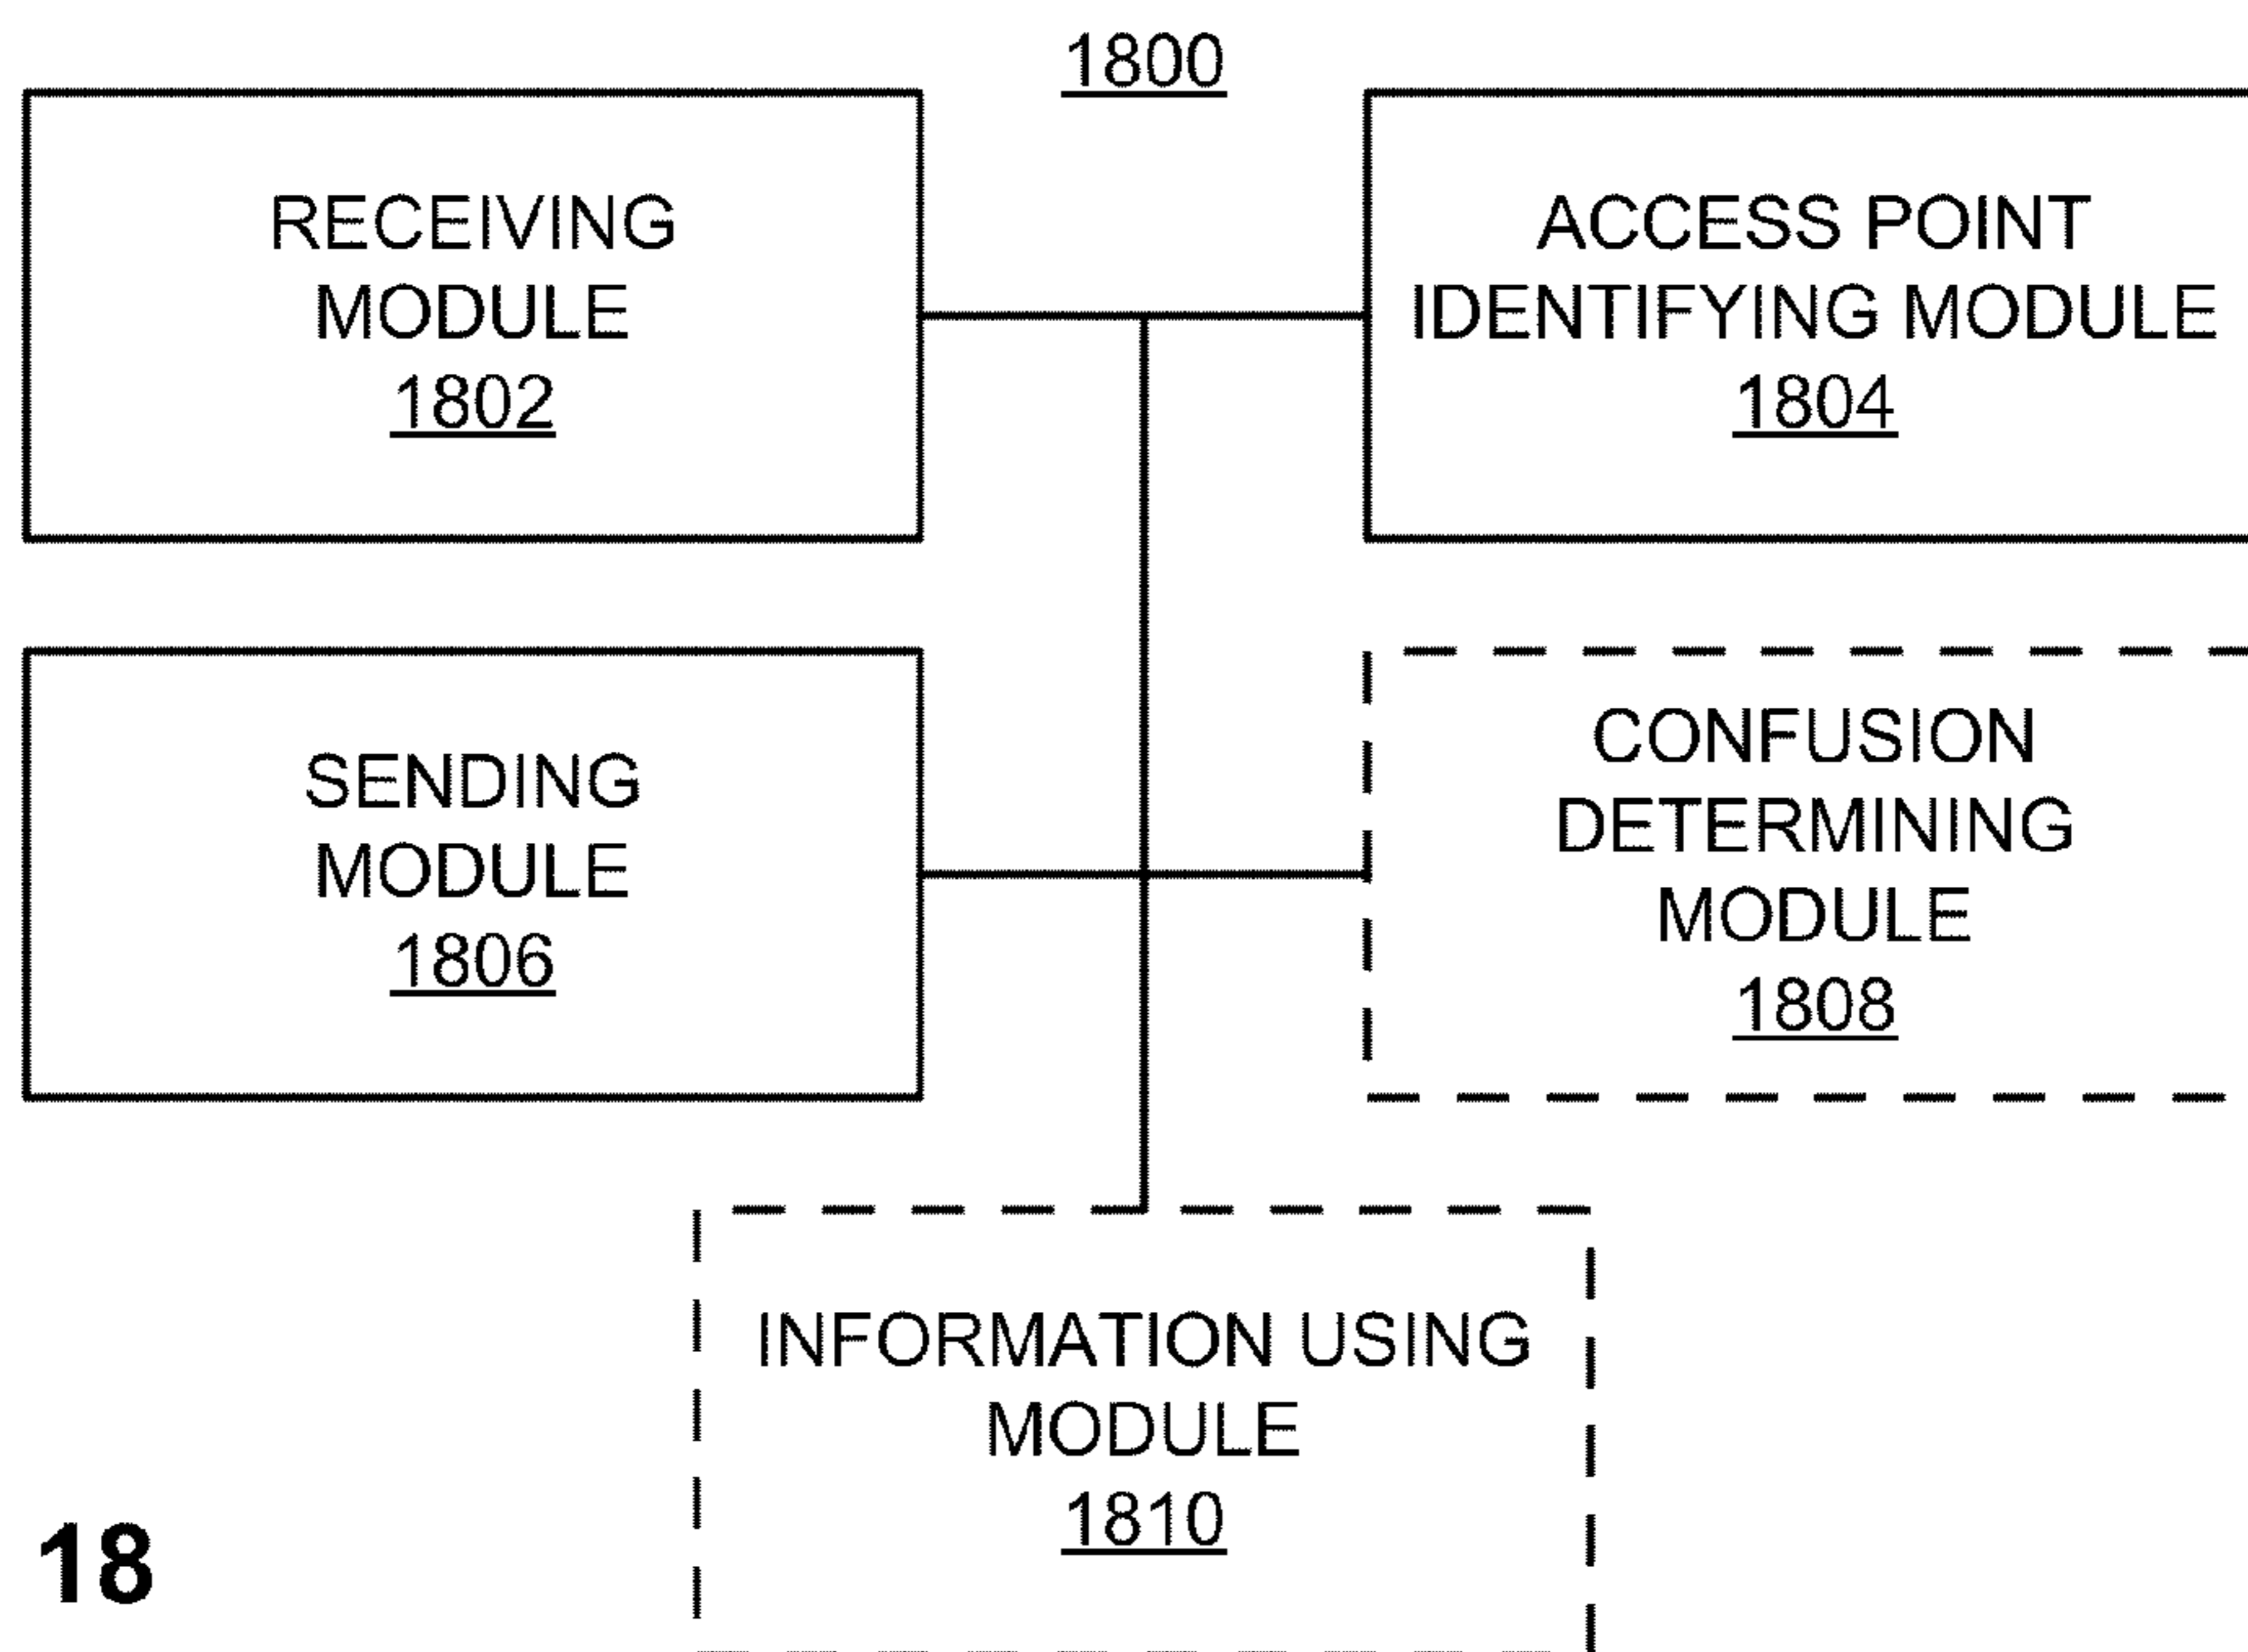 1800
RECEIVING
MODULE
1802
ACCESS POINT
IDENTIFYING MODULE
1804
SENDING
MODULE
1806
CONFUSION
DETERMINING
MODULE
1808
INFORMATION USING
MODULE
1810
18